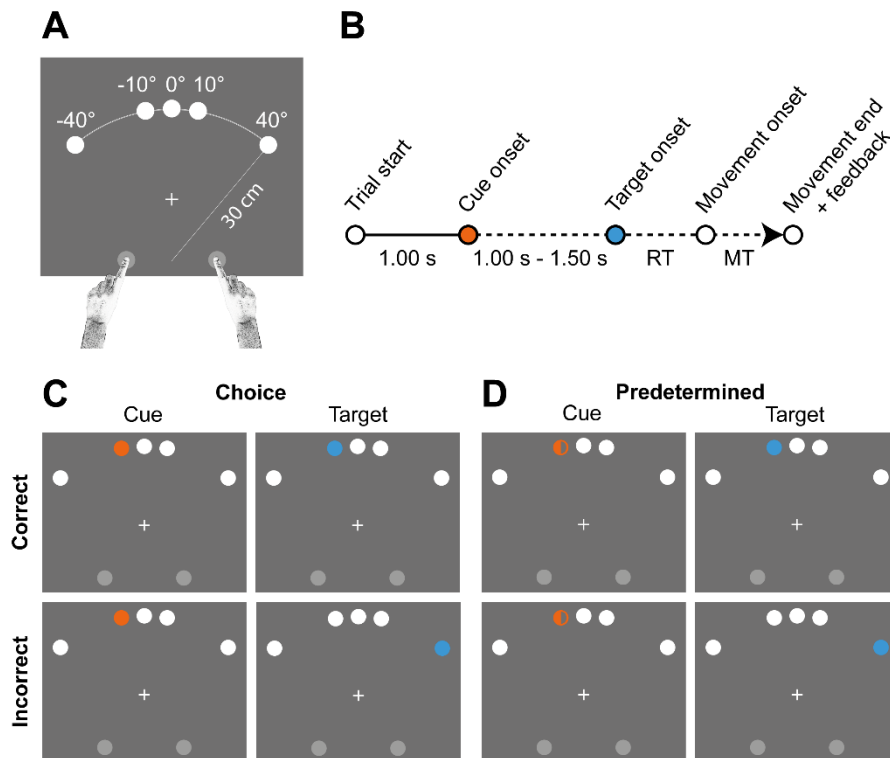 A
-40°
-10°
0°
10°
40°
30 cm
B
Trial start
Cue onset
Target onset
Movement onset
Movement end
+ feedback
1.00 s
1.00 s - 1.50 s
RT
MT
C
Choice
Cue
Target
D
Predetermined
Cue
Target
Correct
Incorrect